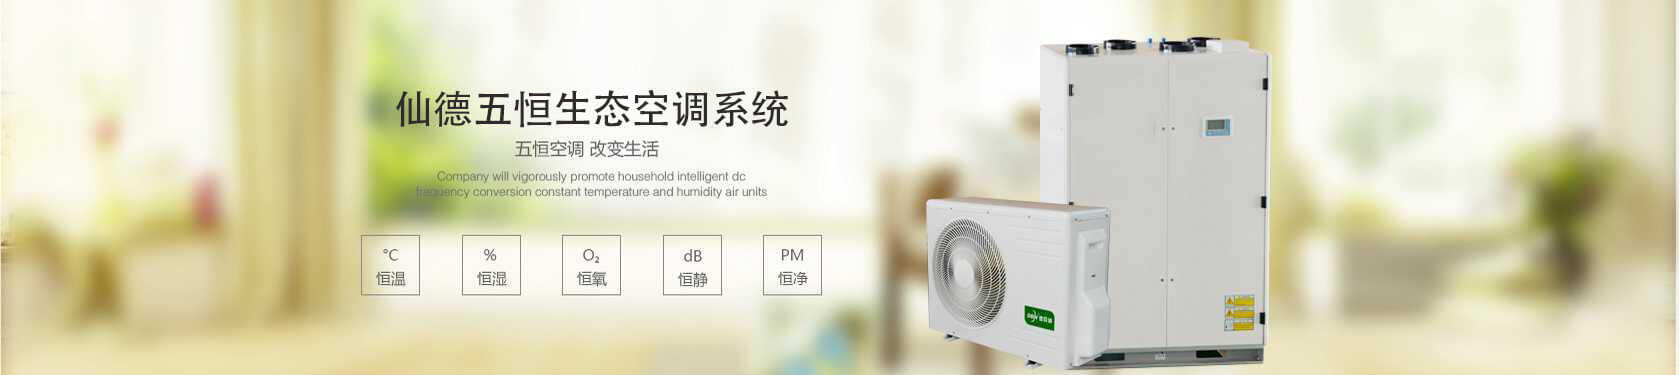 仙德五恒生态空调系统
五恒空调 改变生活
Company will vigorously promote household intelligent dc
frequency conversion constant temperature and humidity air units
°C
恒温
%
恒湿
O₂
恒氧
dB
恒静
PM
恒净